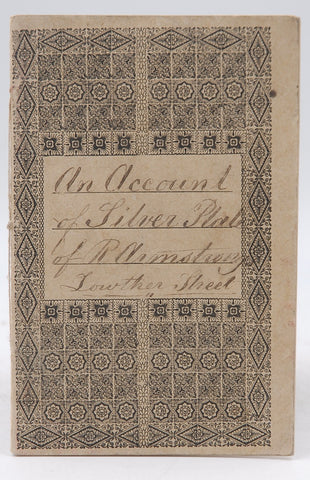 An Account
of Silver Plate
of R Armstrong
Lowther Street